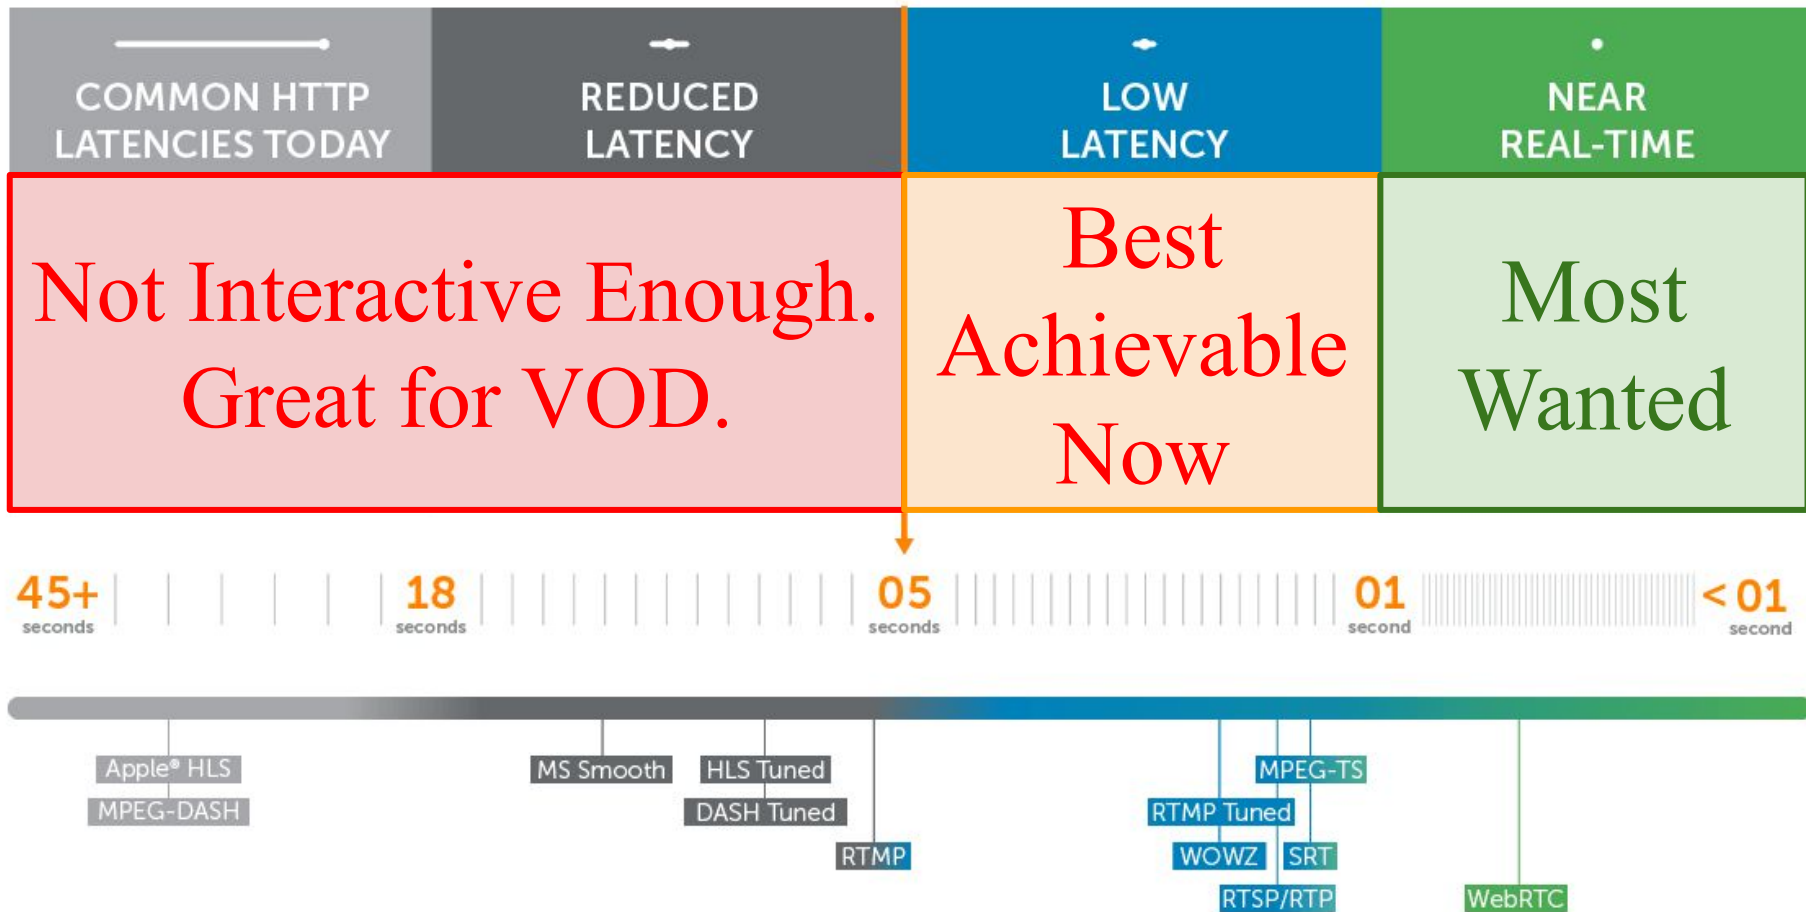 COMMON HTTP
LATENCIES TODAY
REDUCED
LATENCY
LOW
LATENCY
NEAR
REAL-TIME
Not Interactive Enough.
Great for VOD.
Best
Achievable
Now
Most
Wanted
45+
seconds
18
seconds
05
seconds
01
second
< 01
second
Apple® HLS
MPEG-DASH
MS Smooth
HLS Tuned
DASH Tuned
RTMP
RTMP Tuned
WOWZ
MPEG-TS
SRT
RTSP/RTP
WebRTC